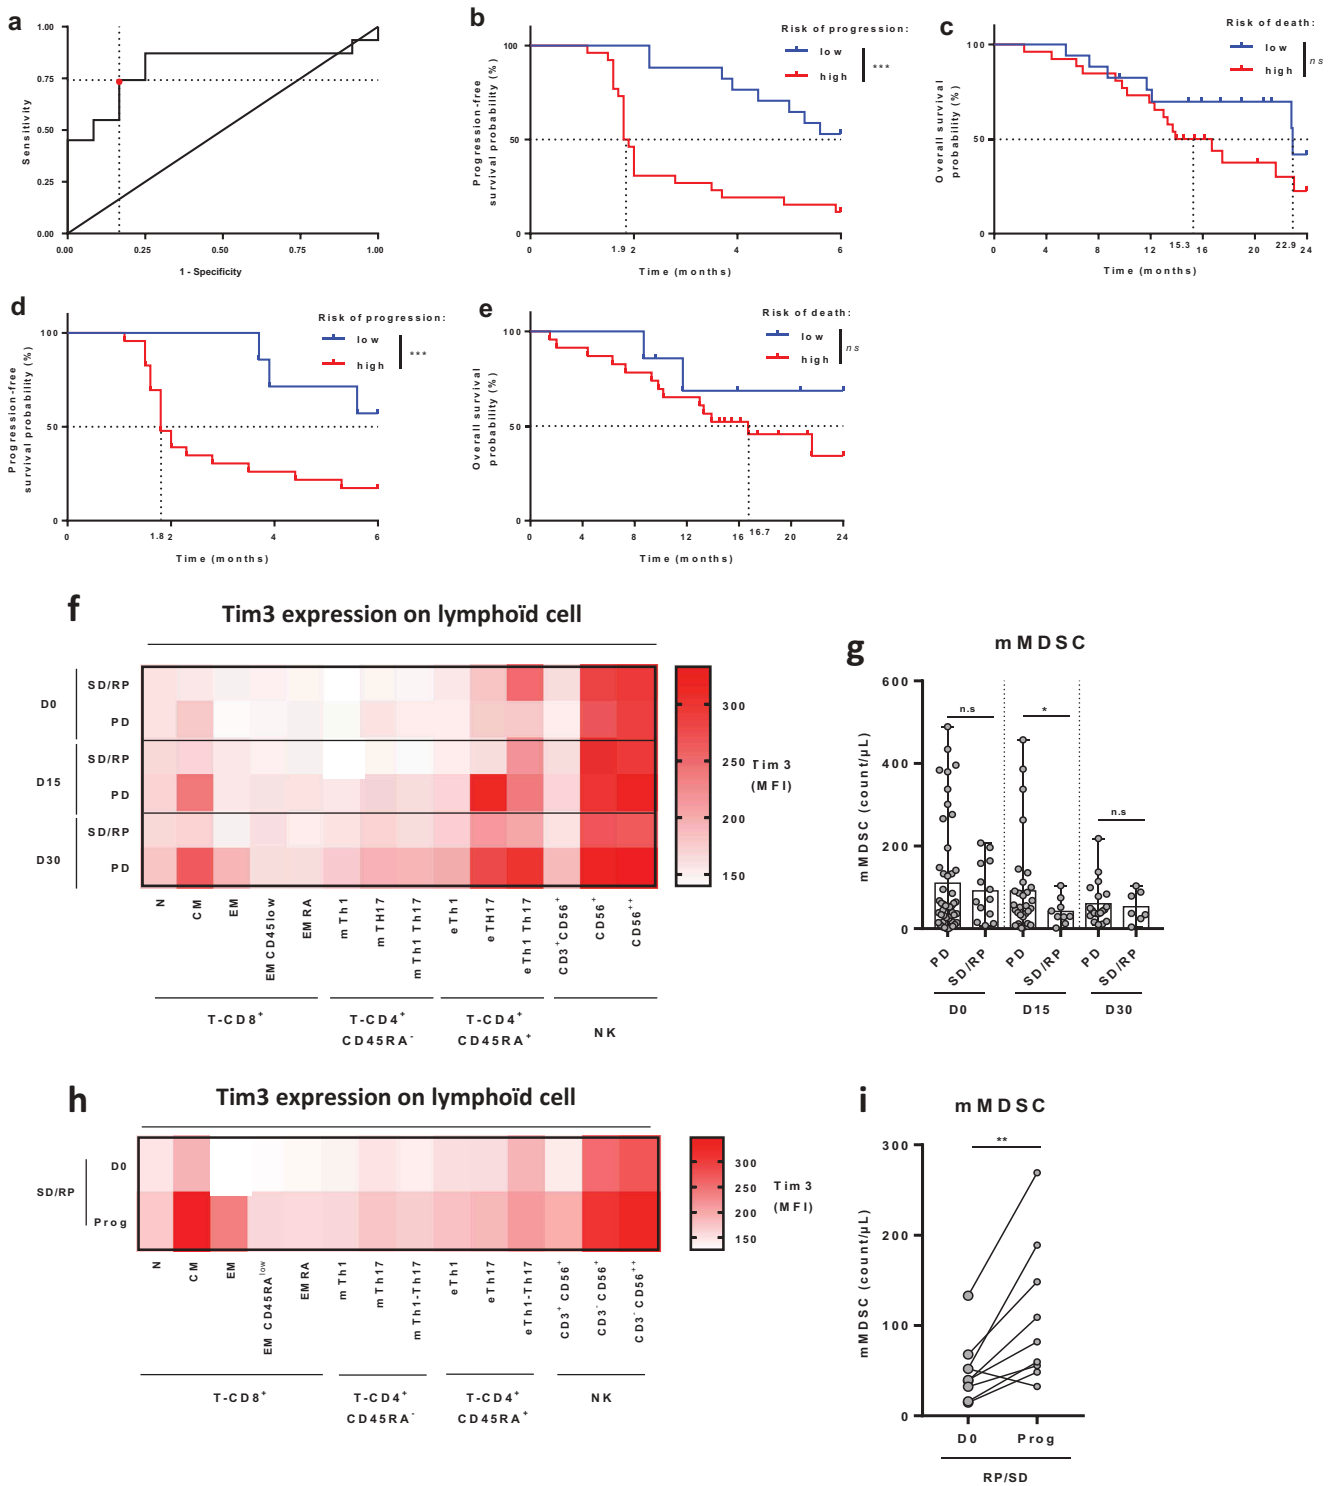 a
1.00
0.75
0.50
0.25
0.00
Sensitivity
0.00
0.25
0.50
0.75
1.00
1 - Specificity
b
Risk of progression:
low
high
***
Progression-free
survival probability (%)
100
50
0
0
1.9
2
4
6
Time (months)
c
Risk of death:
low
high
ns
Overall survival
probability (%)
100
50
0
0
4
8
12
15.3
16
20
22.9
24
Time (months)
d
Risk of progression:
low
high
***
Progression-free
survival probability (%)
100
50
0
0
1.8
2
4
6
Time (months)
e
Risk of death:
low
high
ns
Overall survival
probability (%)
100
50
0
0
4
8
12
16
16.7
20
24
Time (months)
f
Tim3 expression on lymphoïd cell
D0
SD/RP
PD
D15
SD/RP
PD
D30
SD/RP
PD
300
250
200
150
Tim 3
(MFI)
N
CM
EM
EM CD45low
EMRA
mTh1
mTH17
mTh1 Th17
eTh1
eTH17
eTh1 Th17
CD3+CD56+
CD56+
CD56++
T-CD8+
T-CD4+
CD45RA-
T-CD4+
CD45RA+
NK
g
mMDSC
mMDSC (count/µL)
600
400
200
0
n.s
*
n.s
PD
SD/RP
PD
SD/RP
PD
SD/RP
D0
D15
D30
h
Tim3 expression on lymphoïd cell
SD/RP
D0
Prog
300
250
200
150
Tim 3
(MFI)
N
CM
EM
EM CD45RAlow
EMRA
mTh1
mTh17
mTh1-Th17
eTh1
eTh17
eTh1-Th17
CD3+ CD56+
CD3- CD56+
CD3- CD56++
T-CD8+
T-CD4+
CD45RA-
T-CD4+
CD45RA+
NK
i
mMDSC
mMDSC (count/µL)
300
200
100
0
**
D0
Prog
RP/SD